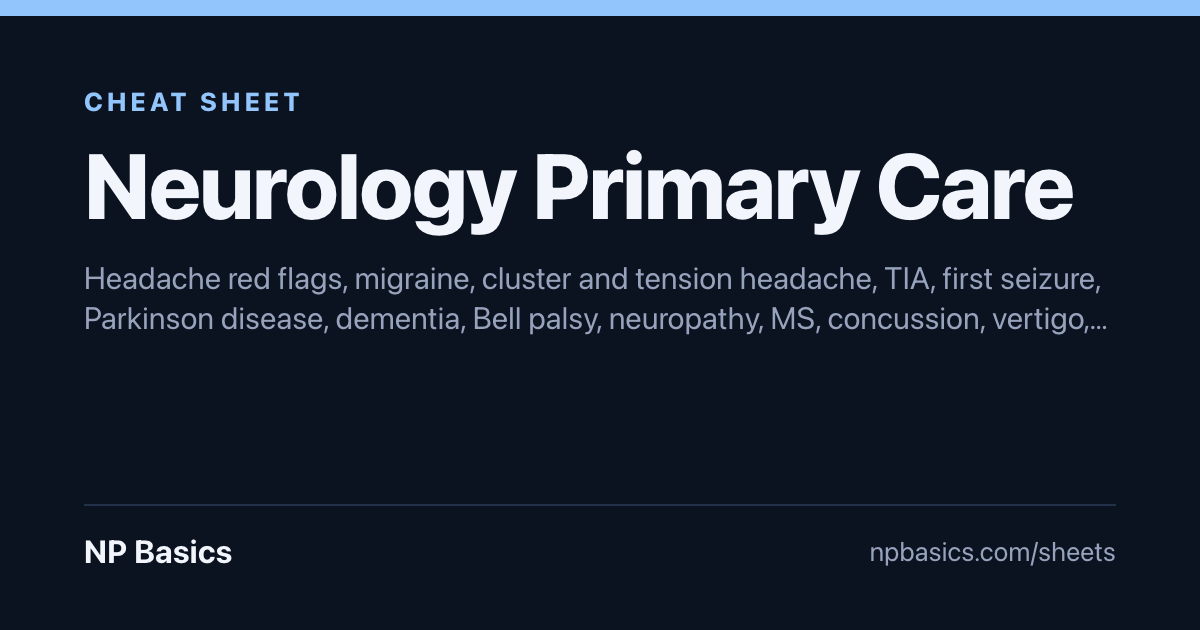 CHEAT SHEET
Neurology Primary Care
Headache red flags, migraine, cluster and tension headache, TIA, first seizure,
Parkinson disease, dementia, Bell palsy, neuropathy, MS, concussion, vertigo,...
NP Basics
npbasics.com/sheets